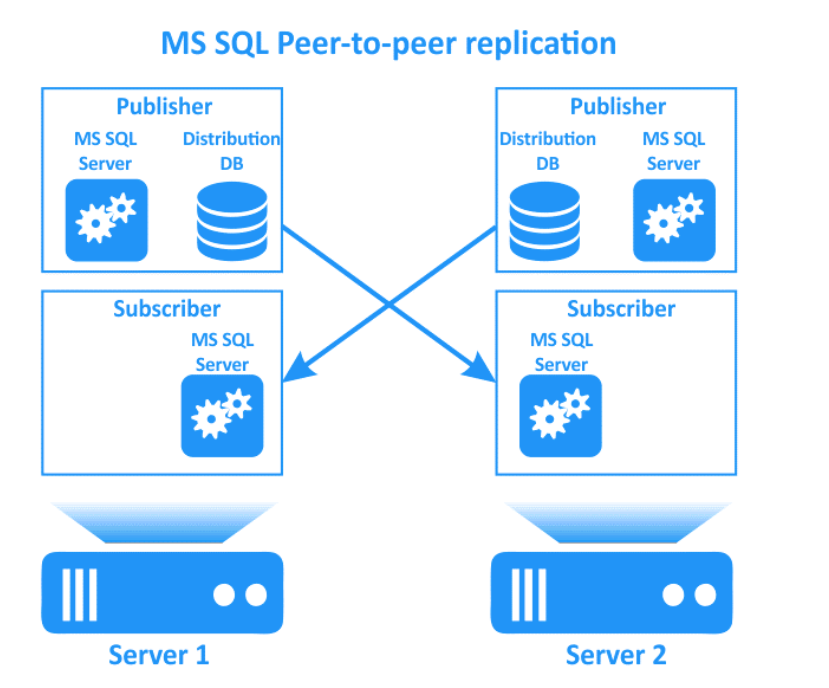 MS SQL Peer-to-peer replication
Publisher
MS SQL
Server
Distribution
DB
Subscriber
MS SQL
Server
Server 1
Publisher
Distribution
DB
MS SQL
Server
Subscriber
MS SQL
Server
Server 2